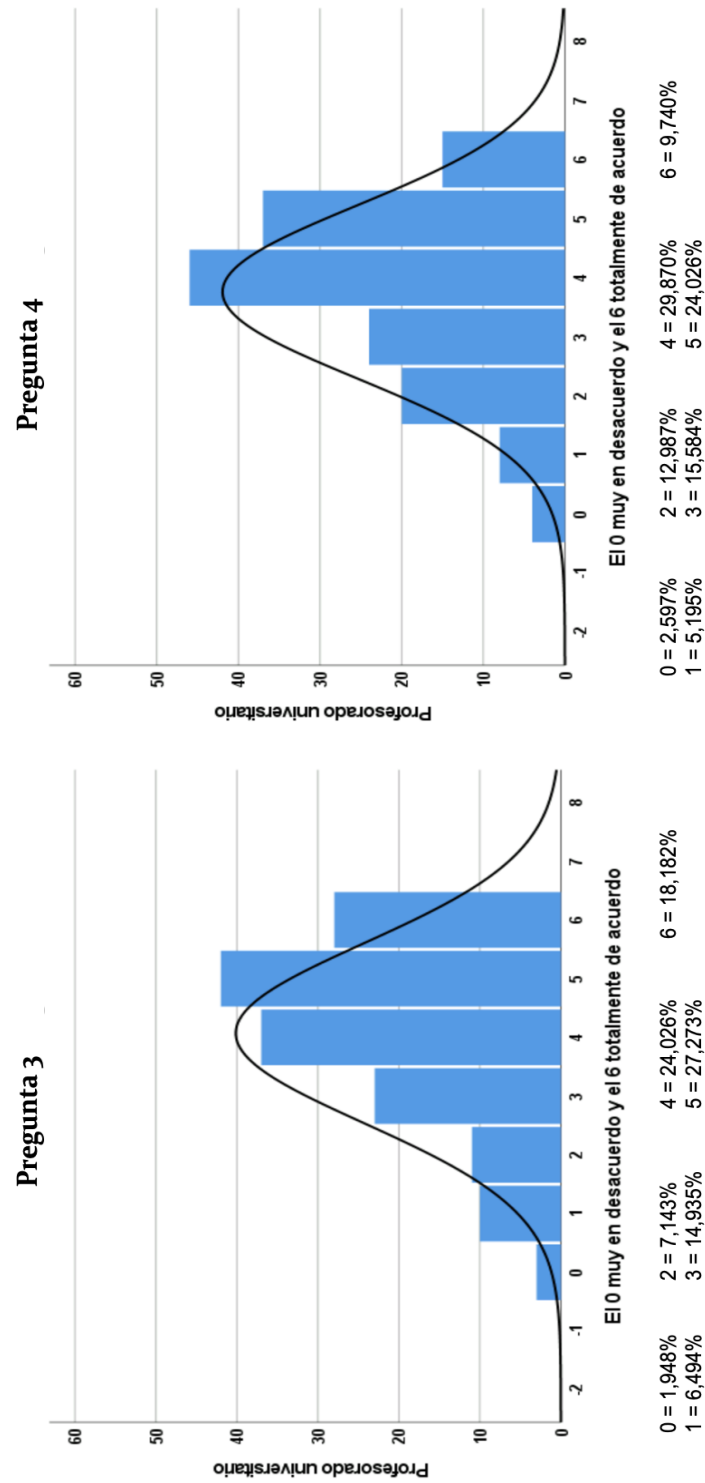 Pregunta 3
Profesorado universitario
60
50
40
30
20
10
0
2 -1 0 1 2 3 4 5 6 7 8
El 0 muy en desacuerdo y el 6 totalmente de acuerdo
0 = 1,948% 2 = 7,143% 4 = 24,026% 6 = 18,182%
1 = 6,494% 3 = 14,935% 5 = 27,273%
Pregunta 4
Profesorado universitario
60
50
40
30
20
10
0
-2 -1 0 1 2 3 4 5 6 7 8
El 0 muy en desacuerdo y el 6 totalmente de acuerdo
0 = 2,597% 2 = 12,987% 4 = 29,870% 6 = 9,740%
1 = 5,195% 3 = 15,584% 5 = 24,026%